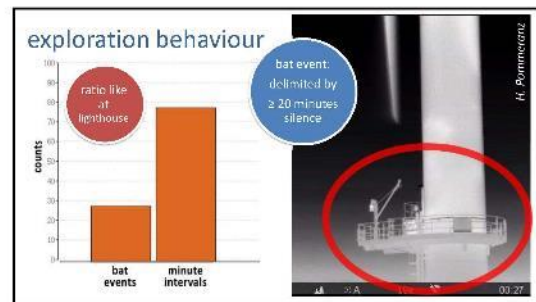 exploration behaviour
ratio like
at
lighthouse
bat event:
delimited by
≥ 20 minutes
silence
H. Pommeranz
counts
100
90
80
70
60
50
40
30
20
10
0
bat
events
minute
intervals
A
00:27